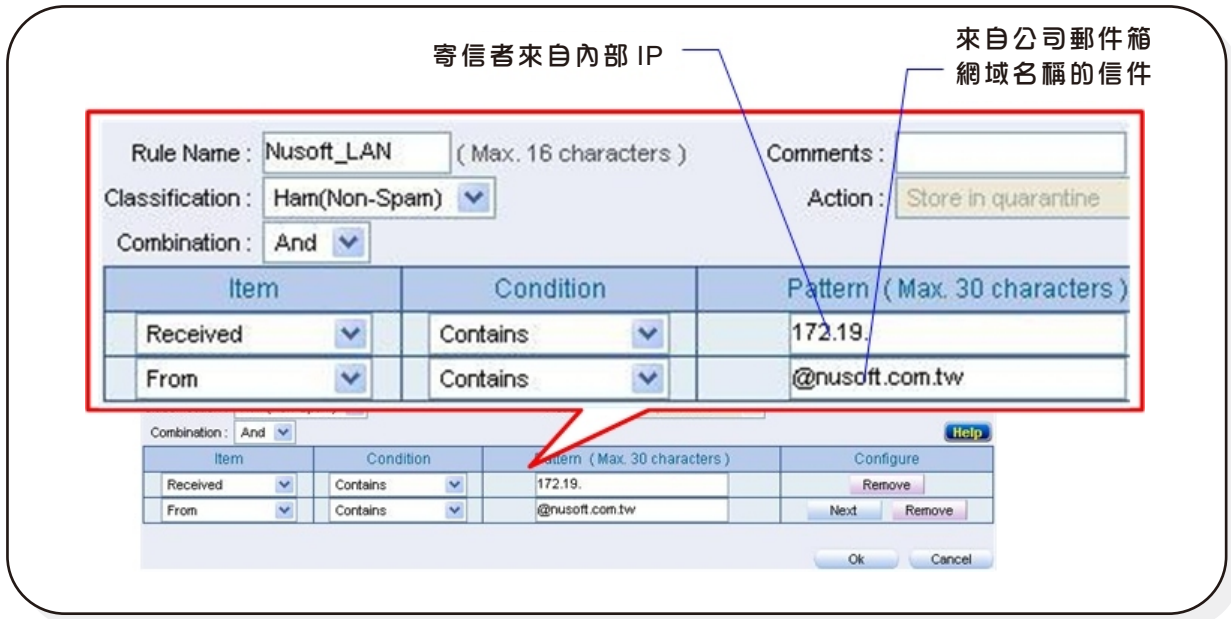 寄信者來自內部 IP
來自公司郵件箱
網域名稱的信件
Rule Name : Nusoft_LAN ( Max. 16 characters ) Comments :
Classification : Ham(Non-Spam) Action : Store in quarantine
Combination : And
Item Condition Pattern ( Max. 30 characters )
Received Contains 172.19.
From Contains @nusoft.com.tw
Combination : And Help
Item Condition Pattern ( Max. 30 characters ) Configure
Received Contains 172.19. Remove
From Contains @nusoft.com.tw Next Remove
Ok Cancel